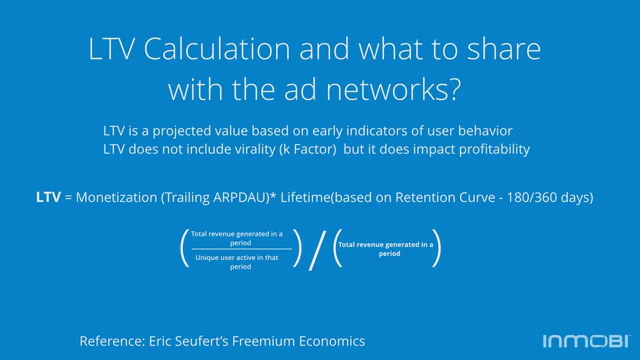 LTV Calculation and what to share
with the ad networks?
LTV is a projected value based on early indicators of user behavior
LTV does not include virality (k Factor) but it does impact profitability
LTV = Monetization (Trailing ARPDAU)* Lifetime(based on Retention Curve - 180/360 days)
( Total revenue generated in a
period
Unique user active in that
period )
/
( Total revenue generated in a
period )
Reference: Eric Seufert's Freemium Economics
INMOBI